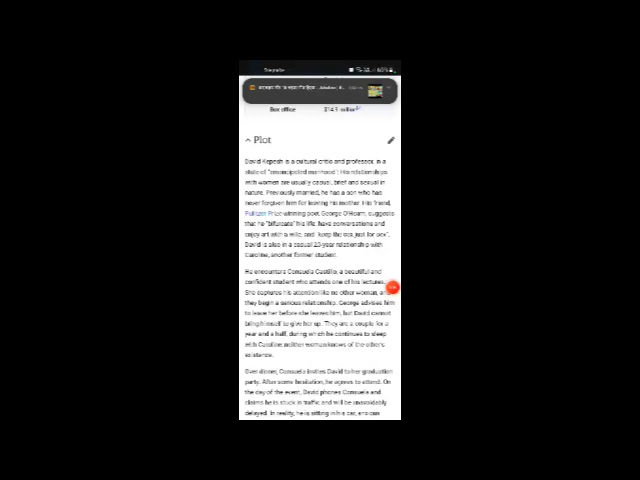 Box office $14.5 million
Plot
David Kepesh is a cultural critic and professor, in a
state of "emancipated manhood". His relationships
with women are usually casual, brief and sexual in
nature. Previously married, he has a son who has
never forgiven him for leaving his mother. His friend,
Pulitzer Prize winning poet George O'Hearn, suggests
that he "bifurcate" his life: have conversations and
enjoy art with a wife, and "keep the sex just for sex".
David is also in a casual 20-year relationship with
Caroline, another former student.
He encounters Consuela Castillo, a beautiful and
confident student who attends one of his lectures.
She captures his attention like no other woman, and
they begin a serious relationship. George advises him
to leave her before she leaves him, but David cannot
bring himself to give her up. They are a couple for a
year and a half, during which he continues to sleep
with Caroline; neither woman knows of the other's
existence.
Over dinner, Consuela invites David to her graduation
party. After some hesitation, he agrees to attend. On
the day of the event, David phones Consuela and
claims he is stuck in traffic and will be unavoidably
delayed. In reality, he is sitting in his car, anxious